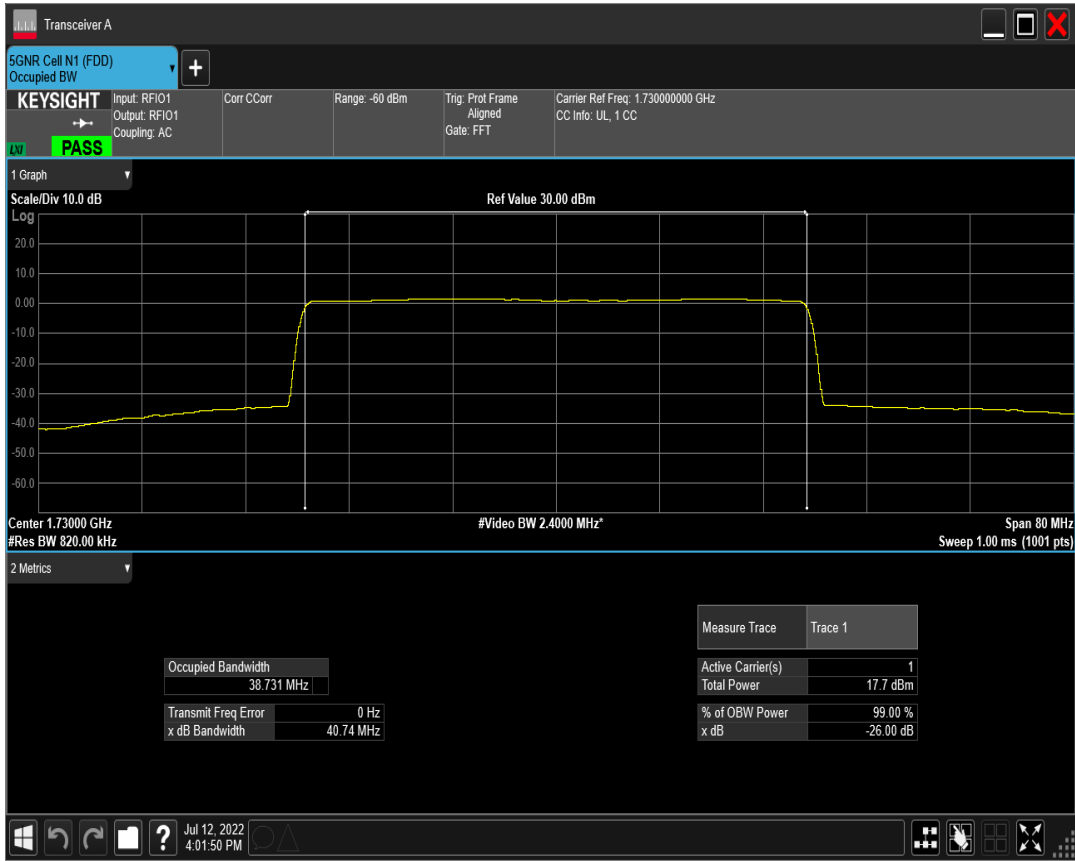 Transceiver A
5GNR Cell N1 (FDD)
Occupied BW
+
KEYSIGHT
LXI
PASS
Input: RFIO1
Output: RFIO1
Coupling: AC
Corr CCorr
Range: -60 dBm
Trig: Prot Frame
Aligned
Gate: FFT
Carrier Ref Freq: 1.730000000 GHz
CC Info: UL, 1 CC
1 Graph
Scale/Div 10.0 dB
Ref Value 30.00 dBm
Log
20.0
10.0
0.00
-10.0
-20.0
-30.0
-40.0
-50.0
-60.0
Center 1.73000 GHz
#Video BW 2.4000 MHz*
Span 80 MHz
#Res BW 820.00 kHz
Sweep 1.00 ms (1001 pts)
2 Metrics
Measure Trace Trace 1
Occupied Bandwidth
38.731 MHz
Active Carrier(s) 1
Total Power 17.7 dBm
Transmit Freq Error 0 Hz
x dB Bandwidth 40.74 MHz
% of OBW Power 99.00 %
x dB -26.00 dB
?
Jul 12, 2022
4:01:50 PM